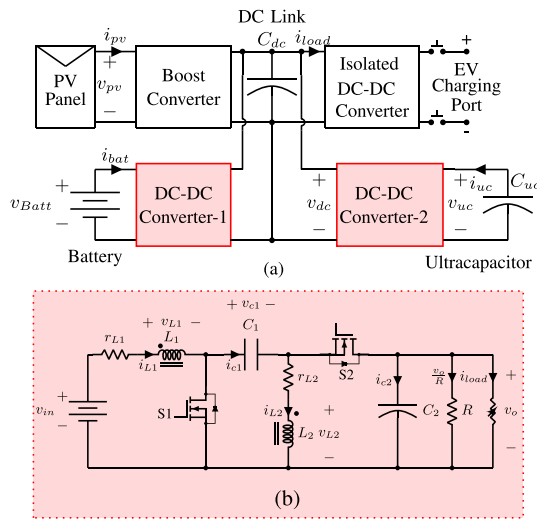 DC Link
i_pv
C_dc
i_load
PV
Panel
+
v_pv
−
Boost
Converter
Isolated
DC-DC
Converter
+
EV
Charging
Port
-
i_bat
+
v_Batt
−
Battery
DC-DC
Converter-1
+
v_dc
−
DC-DC
Converter-2
+
v_uc
−
i_uc
C_uc
Ultracapacitor
(a)
+ v_L1 −
+ v_c1 −
r_L1
L_1
C_1
i_L1
i_c1
S1
S2
r_L2
i_L2
+
L_2 v_L2
−
+
v_in
−
i_c2
C_2
v_o/R
R
i_load
+
v_o
−
(b)